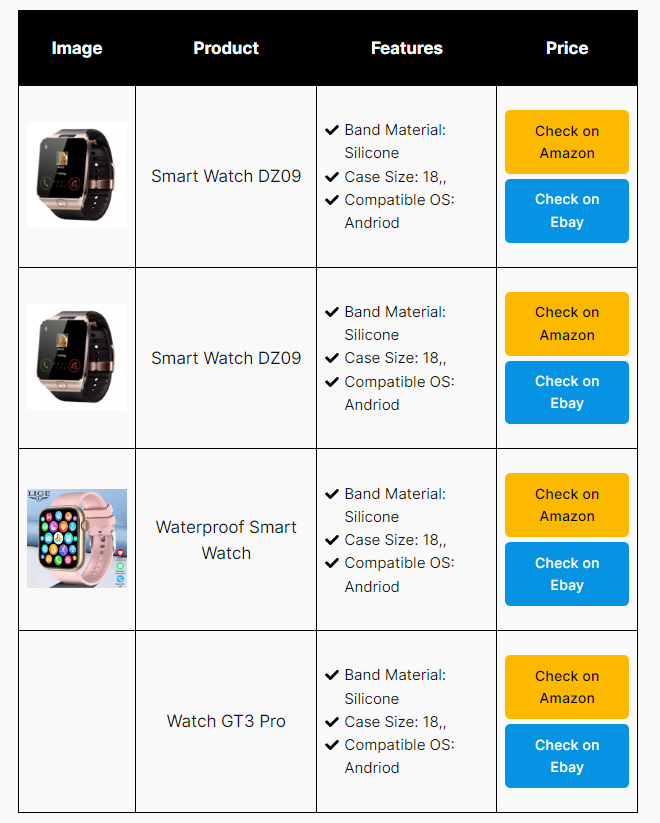 Image Product Features Price
Smart Watch DZ09
Band Material:
Silicone
Case Size: 18,,
Compatible OS:
Andriod
Check on
Amazon
Check on
Ebay
Smart Watch DZ09
Band Material:
Silicone
Case Size: 18,,
Compatible OS:
Andriod
Check on
Amazon
Check on
Ebay
LIGE
Waterproof Smart
Watch
Band Material:
Silicone
Case Size: 18,,
Compatible OS:
Andriod
Check on
Amazon
Check on
Ebay
Watch GT3 Pro
Band Material:
Silicone
Case Size: 18,,
Compatible OS:
Andriod
Check on
Amazon
Check on
Ebay